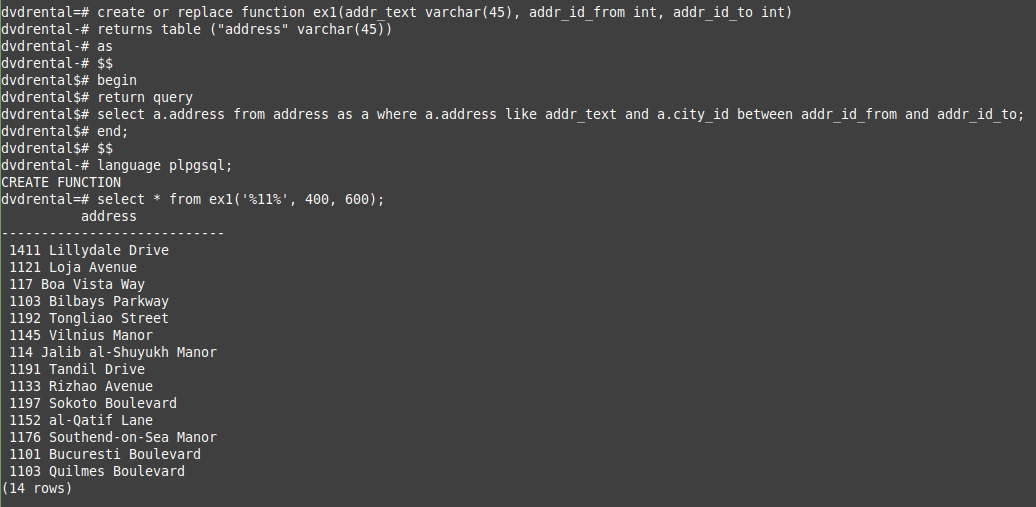 dvdrental=# create or replace function ex1(addr_text varchar(45), addr_id_from int, addr_id_to int)
dvdrental-# returns table ("address" varchar(45))
dvdrental-# as
dvdrental-# $$
dvdrental$# begin
dvdrental$# return query
dvdrental$# select a.address from address as a where a.address like addr_text and a.city_id between addr_id_from and addr_id_to;
dvdrental$# end;
dvdrental$# $$
dvdrental-# language plpgsql;
CREATE FUNCTION
dvdrental=# select * from ex1('%11%', 400, 600);
address
----------------------------
1411 Lillydale Drive
1121 Loja Avenue
117 Boa Vista Way
1103 Bilbays Parkway
1192 Tongliao Street
1145 Vilnius Manor
114 Jalib al-Shuyukh Manor
1191 Tandil Drive
1133 Rizhao Avenue
1197 Sokoto Boulevard
1152 al-Qatif Lane
1176 Southend-on-Sea Manor
1101 Bucuresti Boulevard
1103 Quilmes Boulevard
(14 rows)